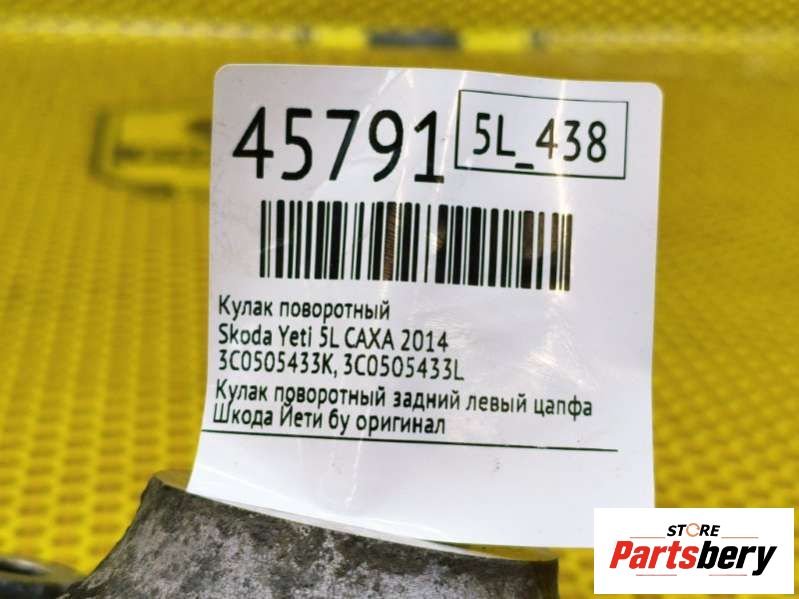 45791 5L_438
Кулак поворотный
Skoda Yeti 5L CAXA 2014
3C0505433K, 3C0505433L
Кулак поворотный задний левый цапфа
Шкода Йети бу оригинал
STORE
Partsbery